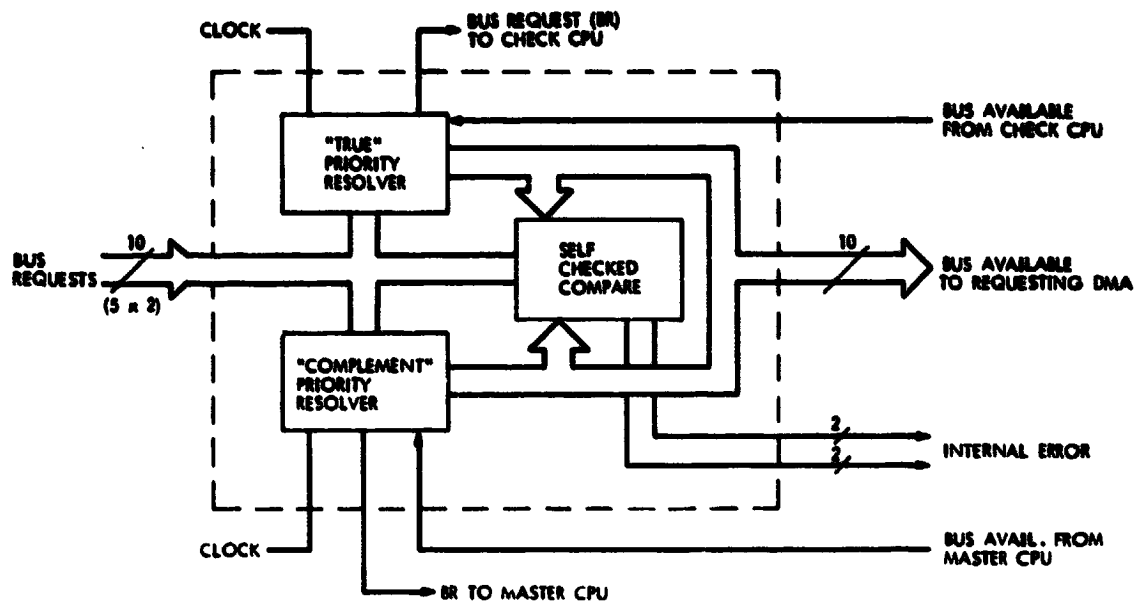 CLOCK
BUS REQUEST (BR)
TO CHECK CPU
BUS AVAILABLE
FROM CHECK CPU
"TRUE"
PRIORITY
RESOLVER
10
BUS
REQUESTS
(5 x 2)
SELF
CHECKED
COMPARE
10
BUS AVAILABLE
TO REQUESTING DMA
"COMPLEMENT"
PRIORITY
RESOLVER
2
2
INTERNAL ERROR
CLOCK
BUS AVAIL. FROM
MASTER CPU
BR TO MASTER CPU